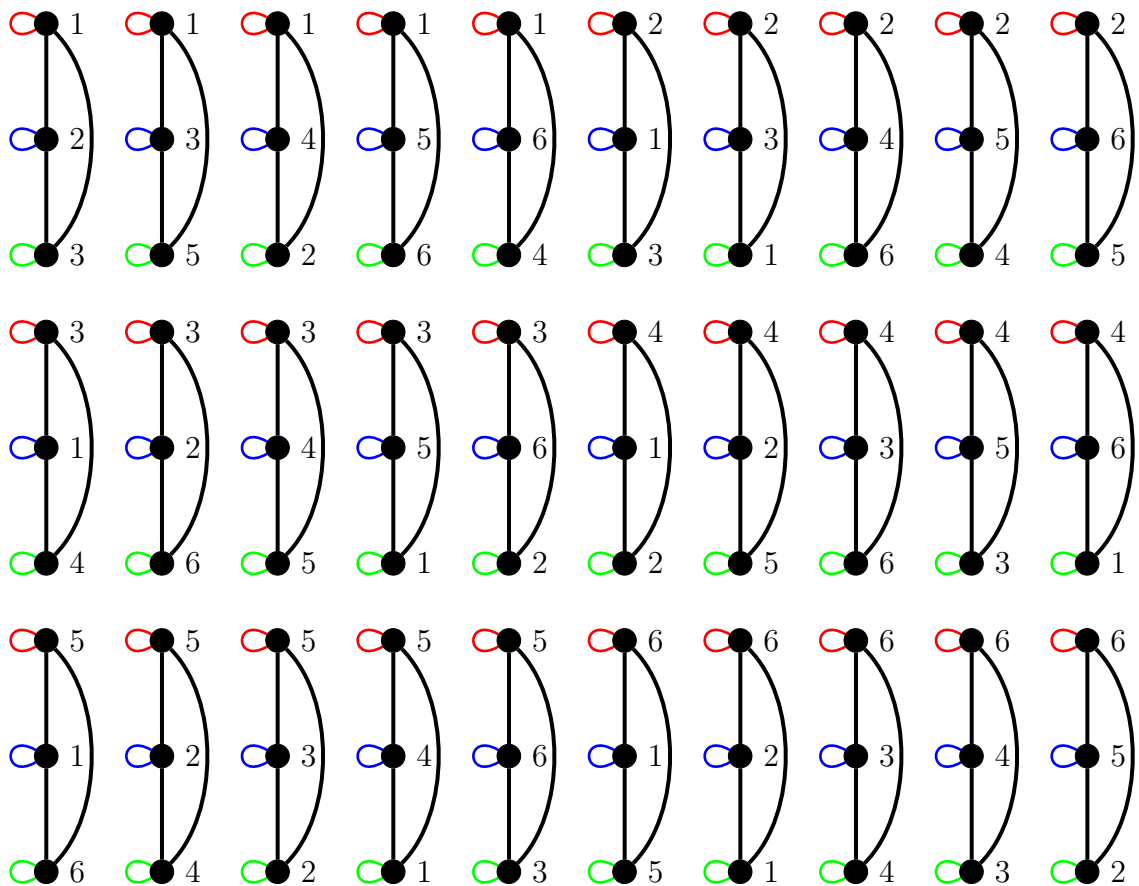 1 1 1 1 1 2 2 2 2 2
2 3 4 5 6 1 3 4 5 6
3 5 2 6 4 3 1 6 4 5
3 3 3 3 3 4 4 4 4 4
1 2 4 5 6 1 2 3 5 6
4 6 5 1 2 2 5 6 3 1
5 5 5 5 5 6 6 6 6 6
1 2 3 4 6 1 2 3 4 5
6 4 2 1 3 5 1 4 3 2